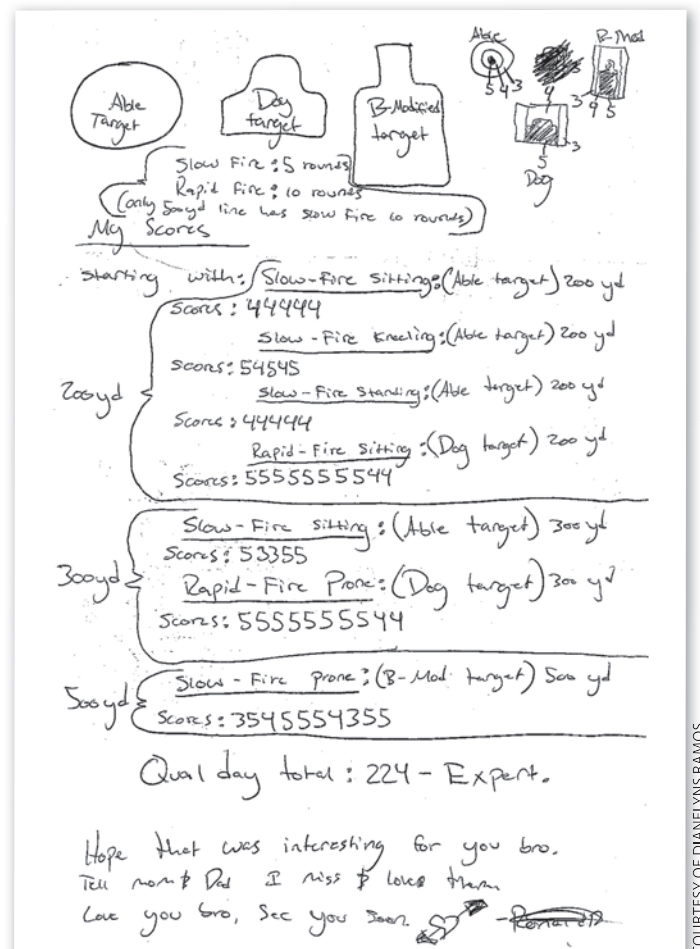 Able
B-Mod
Able
Target
Dog
target
B-Modified
target
5 4 3
4
3
5
Dog
3 4 5
Slow Fire: 5 rounds
Rapid Fire: 10 rounds
(only 500yd line has slow fire 10 rounds)
My Scores
Starting with: Slow-Fire Sitting: (Able target) 200 yd
Scores: 44444
Slow-Fire Kneeling: (Able target) 200 yd
Scores: 54545
200yd
Slow-Fire Standing: (Able target) 200 yd
Scores: 44444
Rapid-Fire Sitting: (Dog target) 200 yd
Scores: 5555555544
Slow-Fire Sitting: (Able target) 300 yd
Scores: 53355
300yd
Rapid-Fire Prone: (Dog target) 300 yd
Scores: 5555555544
Slow-Fire prone: (B-Mod target) 500 yd
500yd
Scores: 3545554355
Qual day total: 224 - Expert.
Hope that was interesting for you bro.
Tell mom & Dad I miss & love them
Love you bro, See you soon.
COURTESY OF DIANELYNS RAMOS